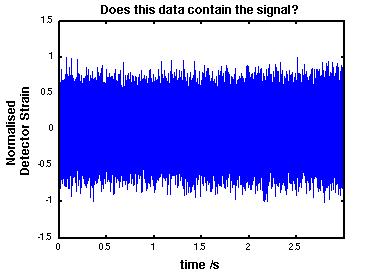 Does this data contain the signal?
1.5
1
0.5
0
-0.5
-1
-1.5
Normalised
Detector Strain
0 0.5 1 1.5 2 2.5
time /s